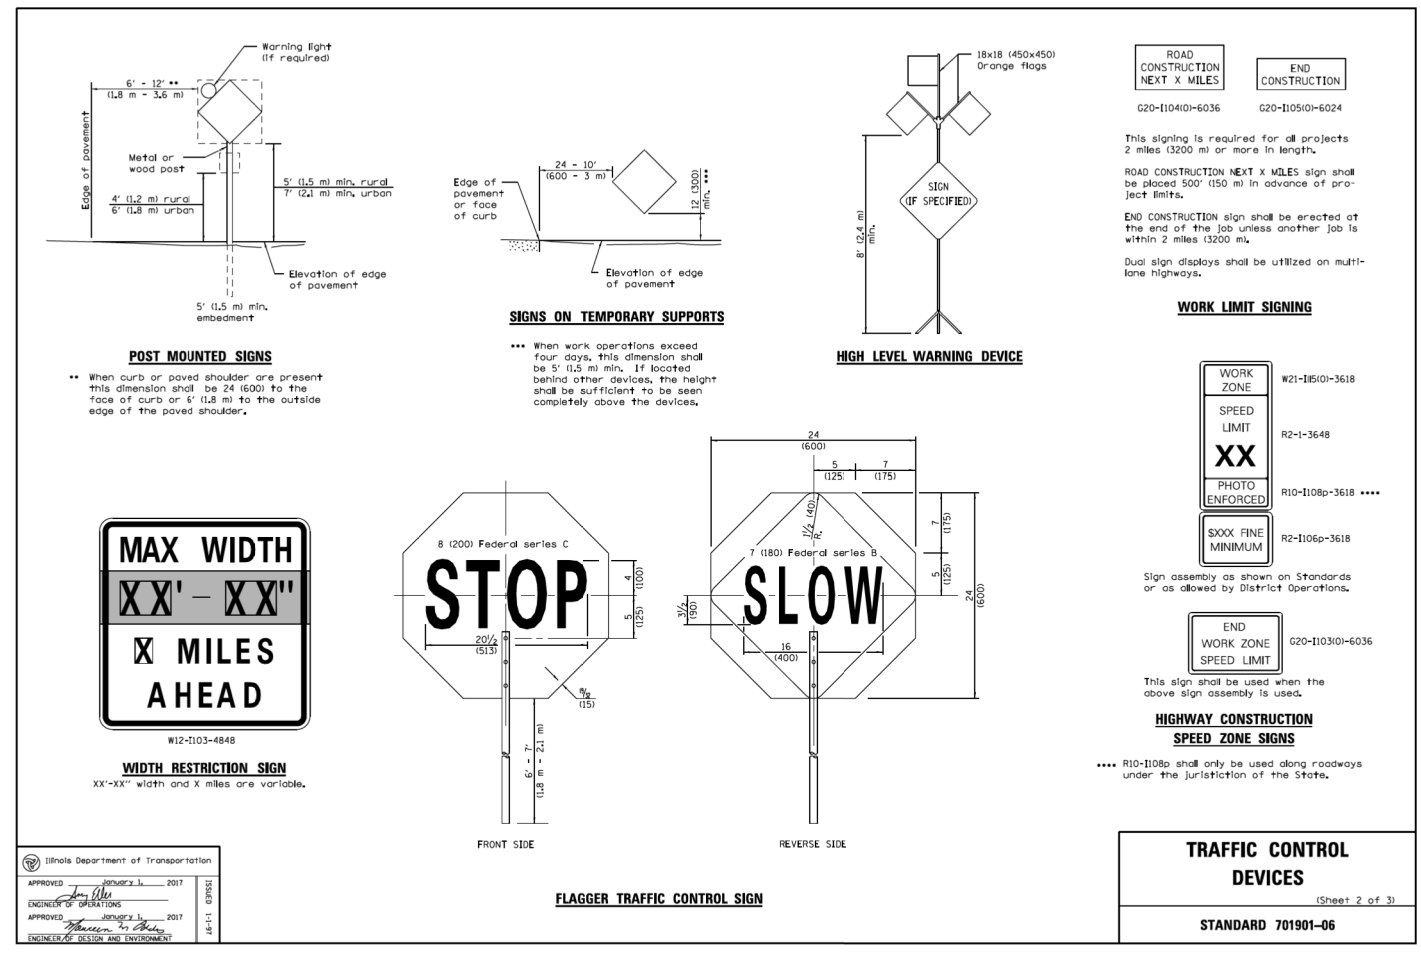 Warning light
(if required)
6' - 12' **
(1.8 m - 3.6 m)
Edge of pavement
Metal or
wood post
4' (1.2 m) rural
6' (1.8 m) urban
5' (1.5 m) min. rural
7' (2.1 m) min. urban
Elevation of edge
of pavement
5' (1.5 m) min.
embedment
POST MOUNTED SIGNS
** When curb or paved shoulder are present
this dimension shall be 24 (600) to the
face of curb or 6' (1.8 m) to the outside
edge of the paved shoulder.
24 - 10'
(600 - 3 m)
Edge of
pavement
or face
of curb
12 (300)
min. ***
Elevation of edge
of pavement
SIGNS ON TEMPORARY SUPPORTS
*** When work operations exceed
four days, this dimension shall
be 5' (1.5 m) min. If located
behind other devices, the height
shall be sufficient to be seen
completely above the devices.
18x18 (450x450)
Orange flags
SIGN
(IF SPECIFIED)
8' (2.4 m)
min.
HIGH LEVEL WARNING DEVICE
ROAD
CONSTRUCTION
NEXT X MILES
G20-I104(0)-6036
END
CONSTRUCTION
G20-I105(0)-6024
This signing is required for all projects
2 miles (3200 m) or more in length.
ROAD CONSTRUCTION NEXT X MILES sign shall
be placed 500' (150 m) in advance of pro-
ject limits.
END CONSTRUCTION sign shall be erected at
the end of the job unless another job is
within 2 miles (3200 m).
Dual sign displays shall be utilized on multi-
lane highways.
WORK LIMIT SIGNING
WORK
ZONE
W21-I115(0)-3618
SPEED
LIMIT
XX
R2-1-3648
PHOTO
ENFORCED
R10-I108p-3618 ****
$XXX FINE
MINIMUM
R2-I106p-3618
Sign assembly as shown on Standards
or as allowed by District Operations.
END
WORK ZONE
SPEED LIMIT
G20-I103(0)-6036
This sign shall be used when the
above sign assembly is used.
HIGHWAY CONSTRUCTION
SPEED ZONE SIGNS
**** R10-I108p shall only be used along roadways
under the juristiction of the State.
MAX WIDTH
XX' - XX"
X MILES
AHEAD
W12-I103-4848
WIDTH RESTRICTION SIGN
XX'-XX" width and X miles are variable.
8 (200) Federal series C
STOP
4
(100)
5
(125)
20 1/2
(513)
(15)
6' - 7'
(1.8 m - 2.1 m)
FRONT SIDE
24
(600)
5
(125)
7
(175)
1 1/2 (40)
R.
7
(175)
5
(125)
24
(600)
7 (180) Federal series B
SLOW
3 1/2
(90)
16
(400)
REVERSE SIDE
FLAGGER TRAFFIC CONTROL SIGN
Illinois Department of Transportation
APPROVED January 1, 2017
ENGINEER OF OPERATIONS
APPROVED January 1, 2017
ENGINEER OF DESIGN AND ENVIRONMENT
ISSUED 1-1-97
TRAFFIC CONTROL
DEVICES
(Sheet 2 of 3)
STANDARD 701901-06